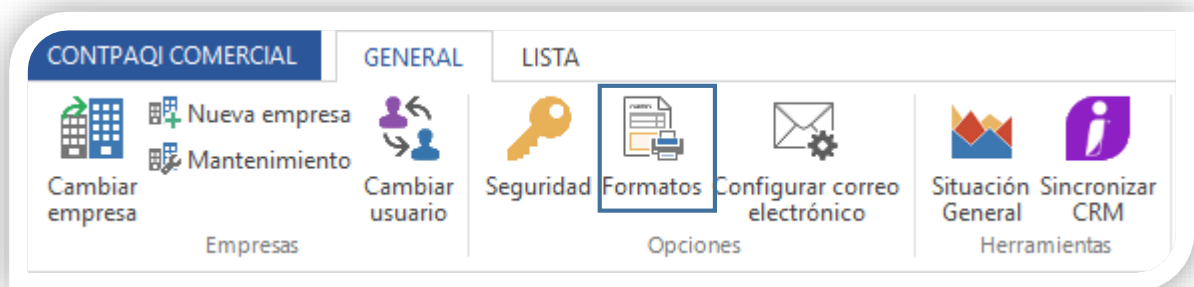 CONTPAQI COMERCIAL GENERAL LISTA
Nueva empresa
Mantenimiento
Cambiar empresa
Cambiar usuario
Empresas
Seguridad
Formatos
Configurar correo electrónico
Opciones
Situación General
Sincronizar CRM
Herramientas